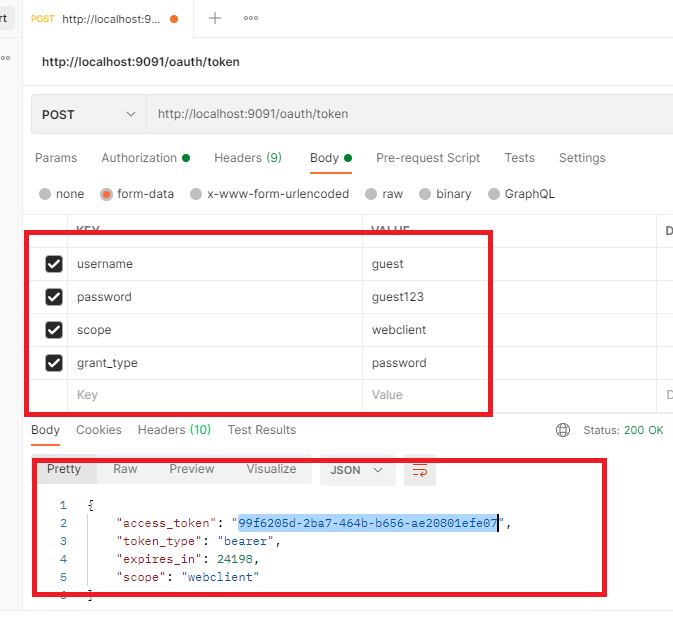 rt POST http://localhost:9... + ooo
http://localhost:9091/oauth/token
POST http://localhost:9091/oauth/token
Params Authorization Headers (9) Body Pre-request Script Tests Settings
none form-data x-www-form-urlencoded raw binary GraphQL
KEY VALUE D
username guest
password guest123
scope webclient
grant_type password
Key Value D
Body Cookies Headers (10) Test Results Status: 200 OK
Pretty Raw Preview Visualize JSON
1 {
2 "access_token": "99f6205d-2ba7-464b-b656-ae20801efe07",
3 "token_type": "bearer",
4 "expires_in": 24198,
5 "scope": "webclient"
6 }